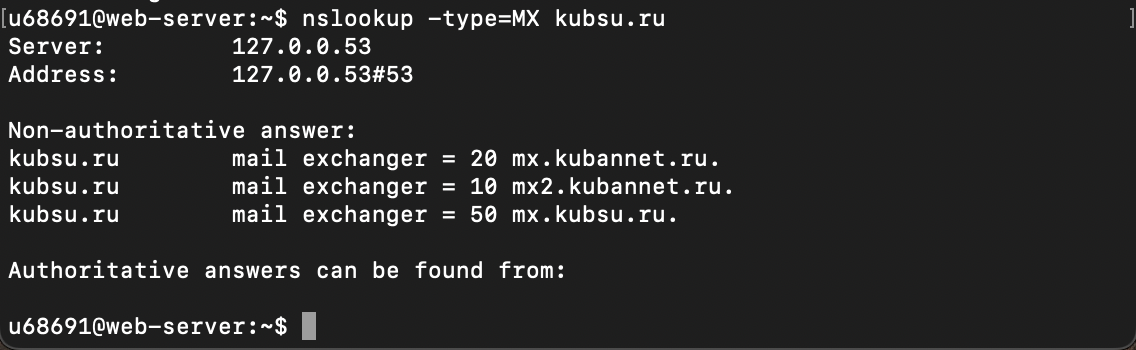 [u68691@web-server:~$ nslookup -type=MX kubsu.ru ]
Server: 127.0.0.53
Address: 127.0.0.53#53
Non-authoritative answer:
kubsu.ru mail exchanger = 20 mx.kubannet.ru.
kubsu.ru mail exchanger = 10 mx2.kubannet.ru.
kubsu.ru mail exchanger = 50 mx.kubsu.ru.
Authoritative answers can be found from:
u68691@web-server:~$